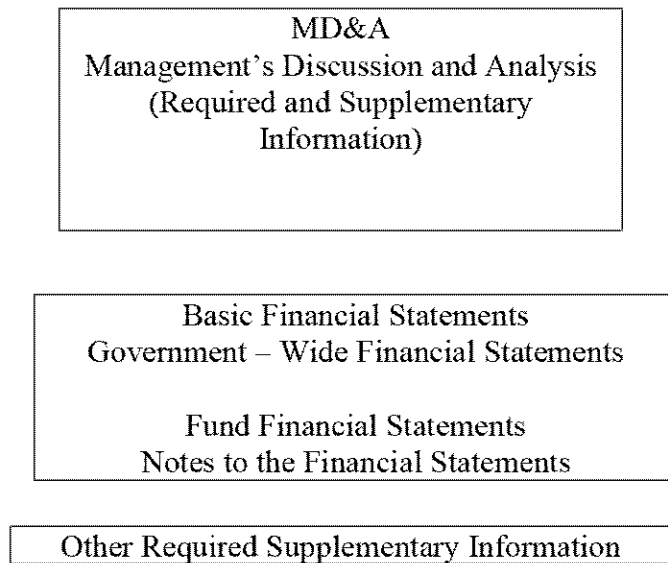 MD&A
Management’s Discussion and Analysis
(Required and Supplementary
Information)
Basic Financial Statements
Government – Wide Financial Statements
Fund Financial Statements
Notes to the Financial Statements
Other Required Supplementary Information